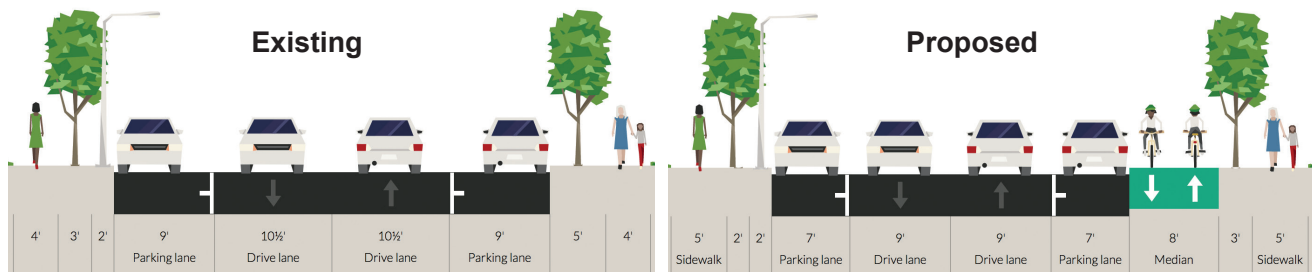 Existing
4' 3' 2' 9' 10½' 10½' 9' 5' 4'
Parking lane Drive lane Drive lane Parking lane
Proposed
5' 2' 2' 7' 9' 9' 7' 8' 3' 5'
Sidewalk Parking lane Drive lane Drive lane Parking lane Median Sidewalk